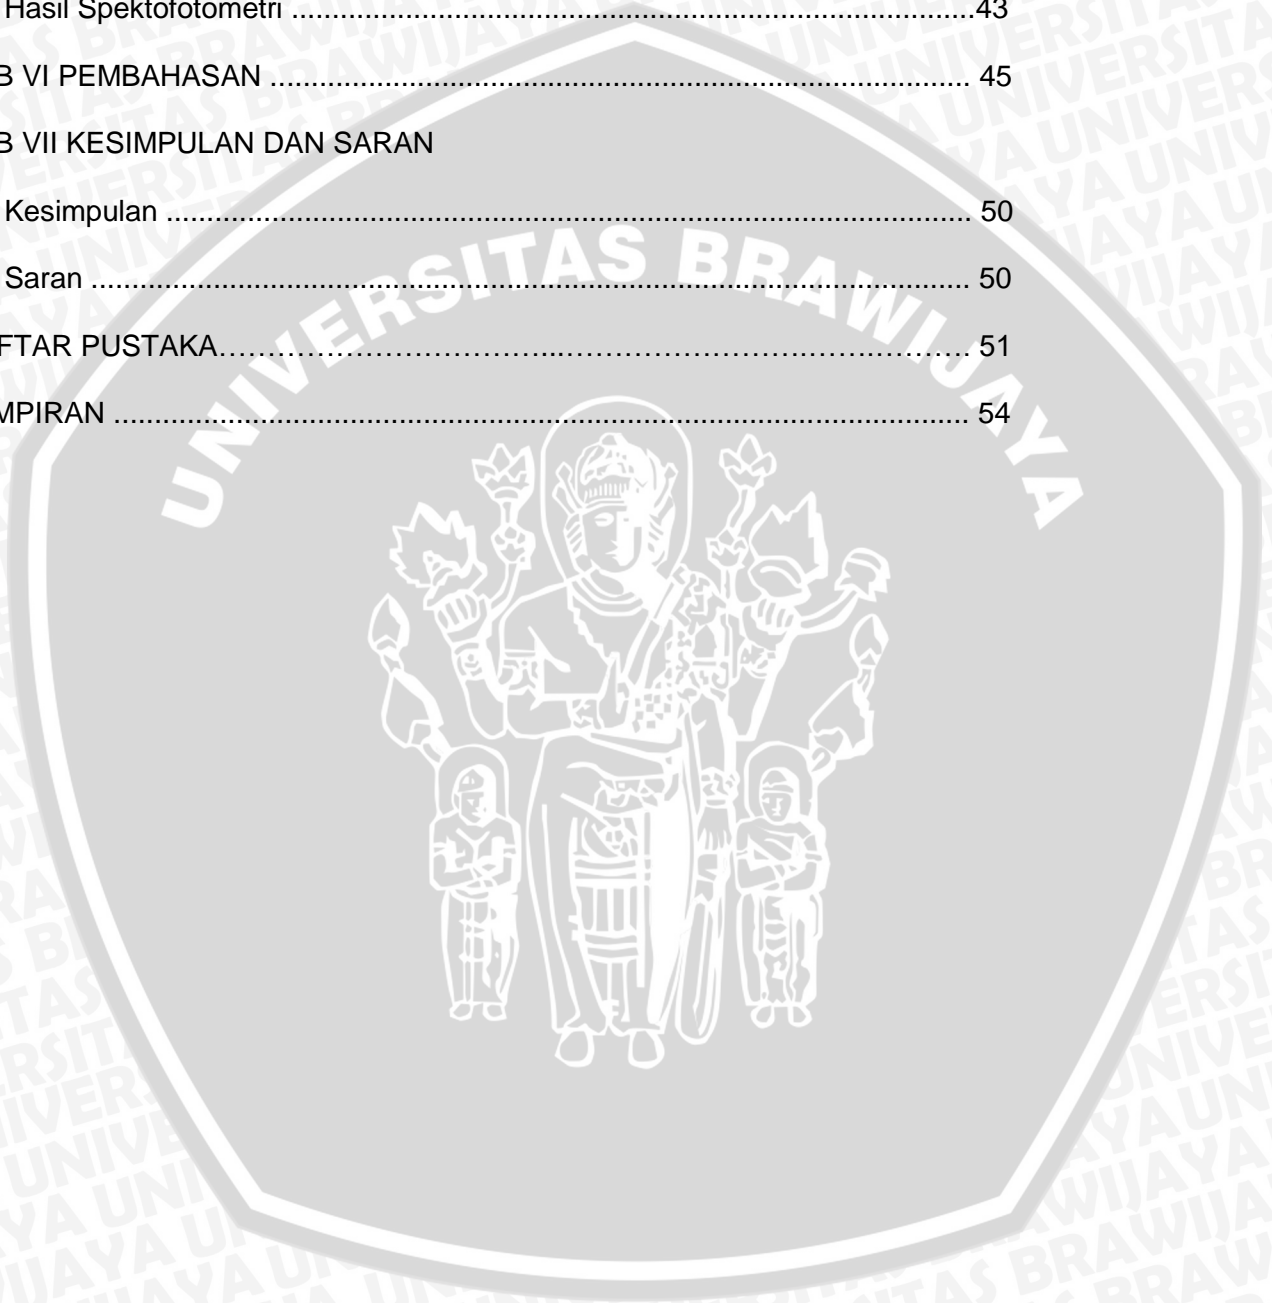 Hasil Spektofotometri ....................................................................................43
B VI PEMBAHASAN ..................................................................................... 45
B VII KESIMPULAN DAN SARAN
Kesimpulan .................................................................................................. 50
Saran ........................................................................................................... 50
FTAR PUSTAKA……………………………...……………………….…….………. 51
MPIRAN ........................................................................................................ 54
UNIVERSITAS BRAWIJAYA